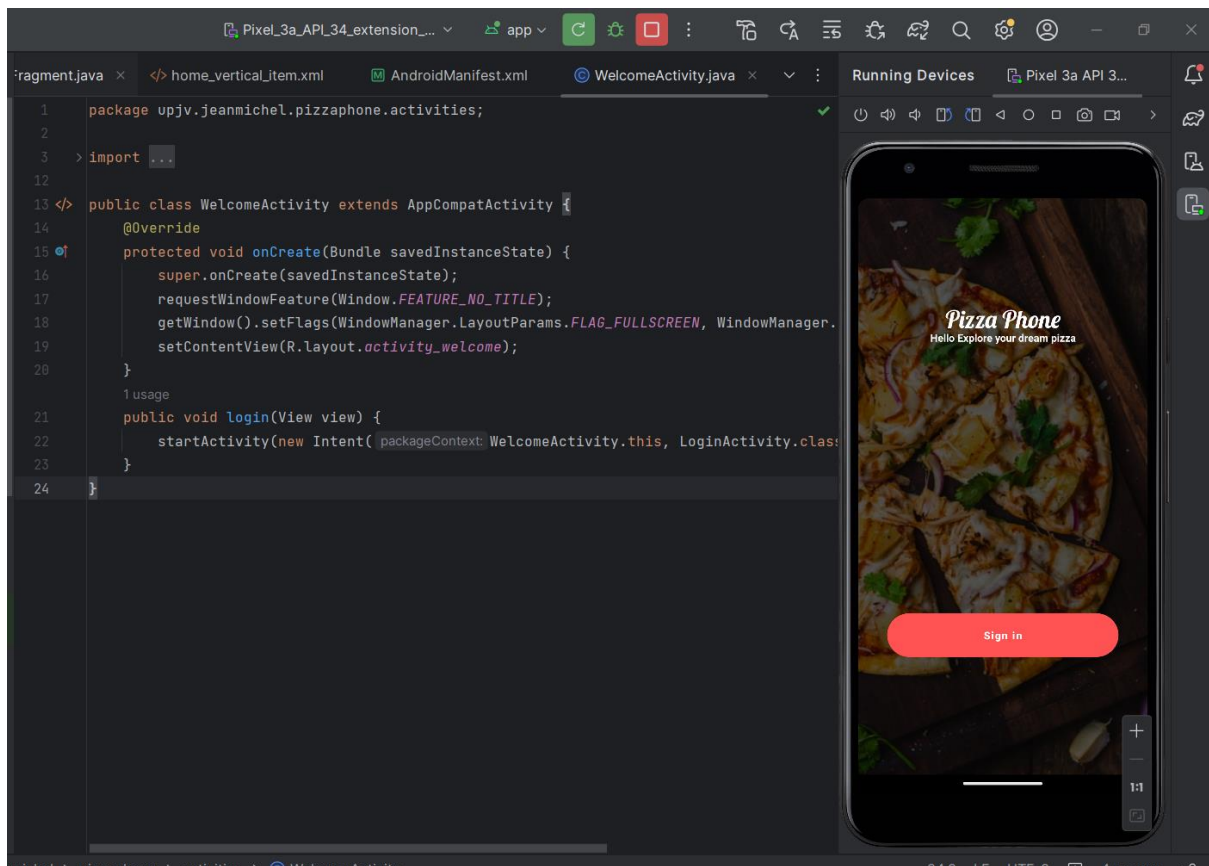 Pixel_3a_API_34_extension_... app
Fragment.java home_vertical_item.xml AndroidManifest.xml WelcomeActivity.java Running Devices Pixel 3a API 3...
1 package upjv.jeanmichel.pizzaphone.activities;
2
3 import ...
12
13 public class WelcomeActivity extends AppCompatActivity {
14 @Override
15 protected void onCreate(Bundle savedInstanceState) {
16 super.onCreate(savedInstanceState);
17 requestWindowFeature(Window.FEATURE_NO_TITLE);
18 getWindow().setFlags(WindowManager.LayoutParams.FLAG_FULLSCREEN, WindowManager.
19 setContentView(R.layout.activity_welcome);
20 }
1 usage
21 public void login(View view) {
22 startActivity(new Intent( packageContext: WelcomeActivity.this, LoginActivity.class
23 }
24 }
Pizza Phone
Hello Explore your dream pizza
Sign in
1:1